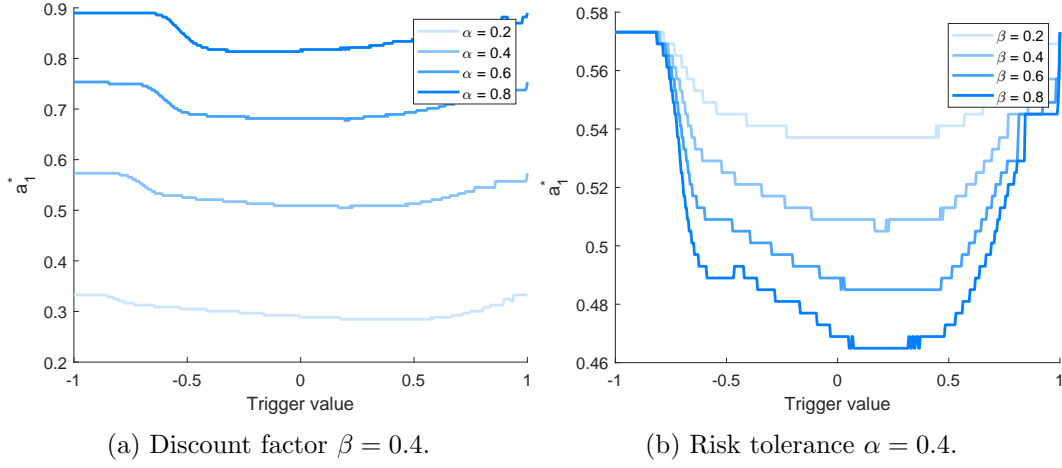 0.9
0.8
0.7
0.6
0.5
0.4
0.3
0.2
a₁*
-1 -0.5 0 0.5 1
Trigger value
α = 0.2
α = 0.4
α = 0.6
α = 0.8
(a) Discount factor β = 0.4.
0.58
0.56
0.54
0.52
0.5
0.48
0.46
a₁*
-1 -0.5 0 0.5 1
Trigger value
β = 0.2
β = 0.4
β = 0.6
β = 0.8
(b) Risk tolerance α = 0.4.